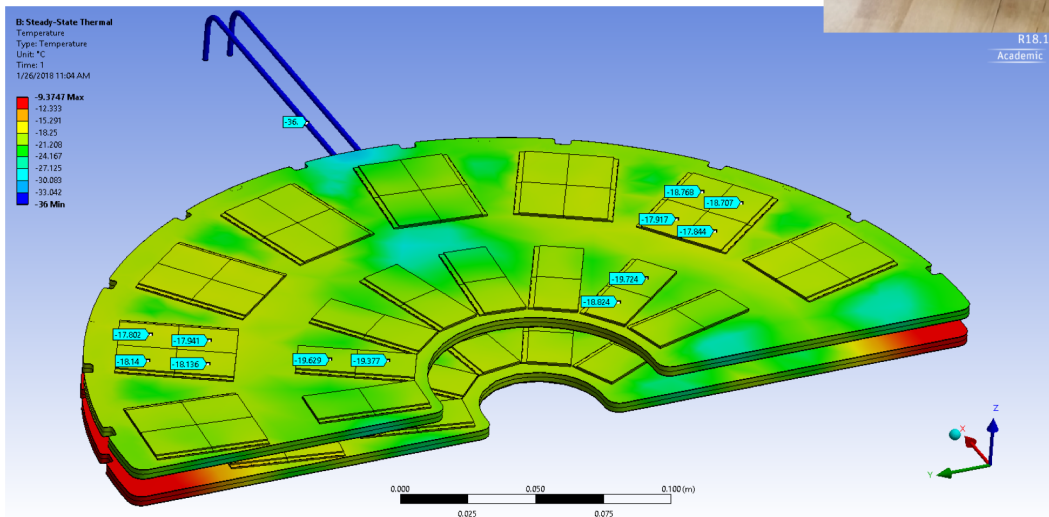 B: Steady-State Thermal
Temperature
Type: Temperature
Unit: °C
Time: 1
1/26/2018 11:04 AM
R18.1
Academic
-9.3747 Max
-12.333
-15.291
-18.25
-21.208
-24.167
-27.125
-30.083
-33.042
-36 Min
-36.
-18.768
-18.707
-17.917
-17.844
-19.724
-18.824
-17.802
-17.941
-18.14
-18.136
-19.629
-19.377
Z
X
Y
0.000
0.050
0.100 (m)
0.025
0.075